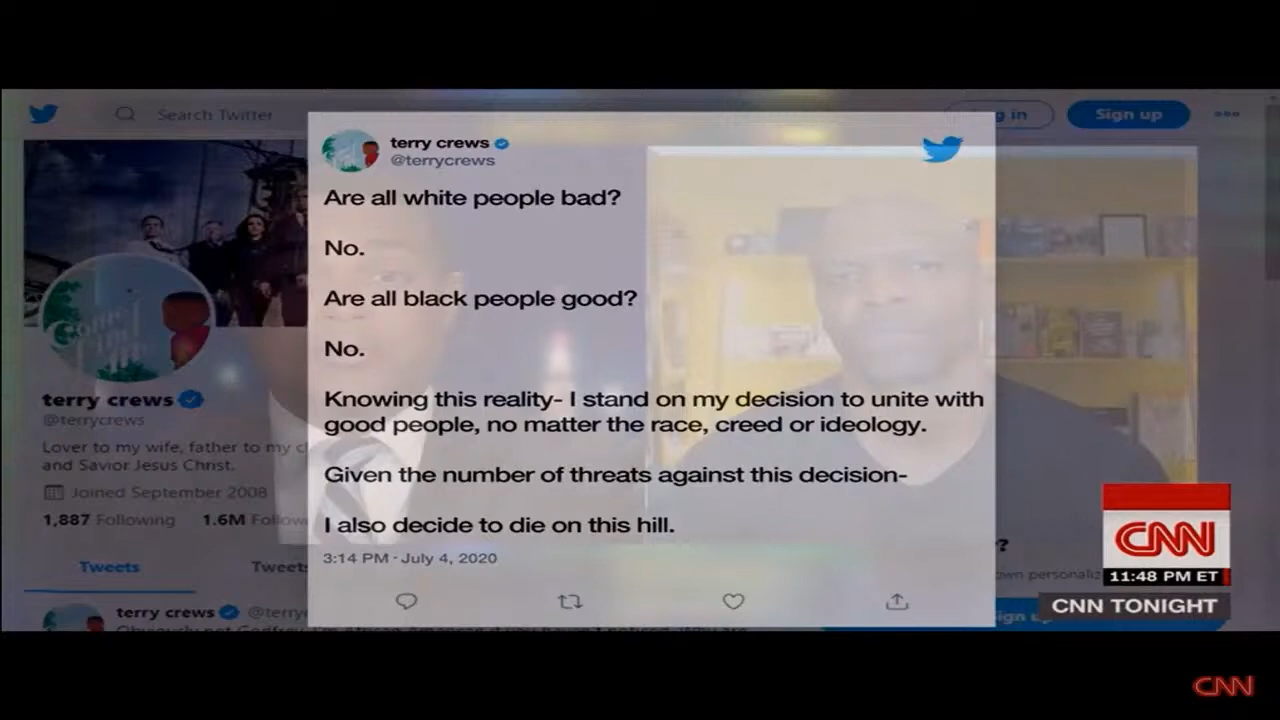 Search Twitter
Sign up
terry crews
@terrycrews
Are all white people bad?
No.
Are all black people good?
No.
Knowing this reality- I stand on my decision to unite with
good people, no matter the race, creed or ideology.
Given the number of threats against this decision-
I also decide to die on this hill.
3:14 PM · July 4, 2020
terry crews
@terrycrews
Lover to my wife, father to my
and Savior Jesus Christ.
Joined September 2008
1,887 Following 1.6M
Tweets
terry crews
CNN
11:48 PM ET
CNN TONIGHT
CNN